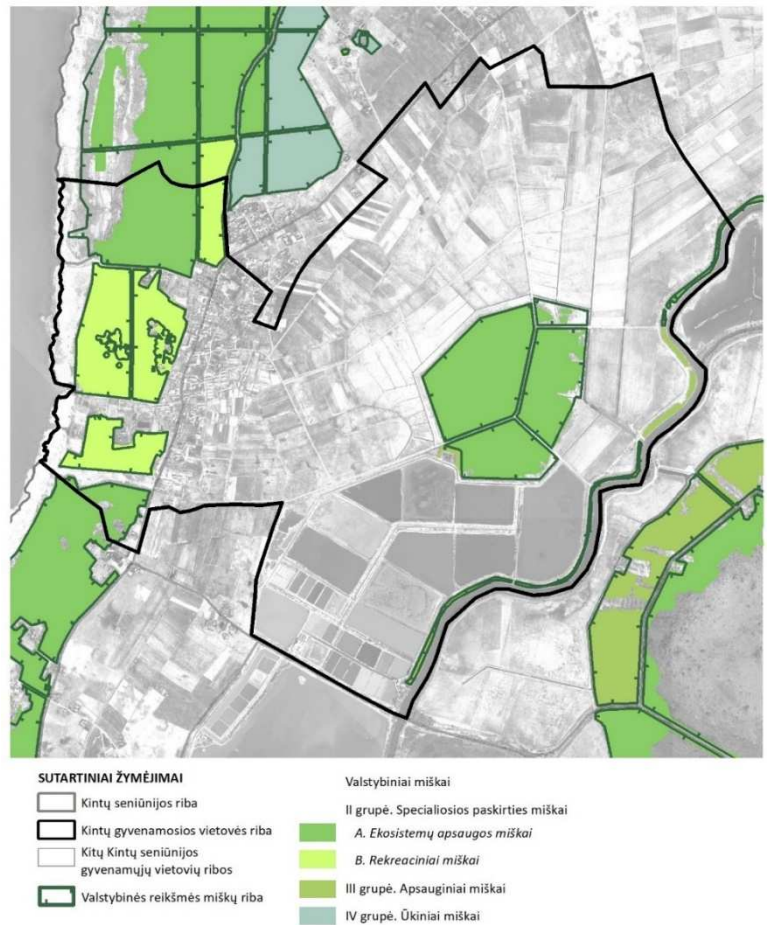 SUTARTINIAI ŽYMĖJIMAI
Kintų seniūnijos riba
Kintų gyvenamosios vietovės riba
Kitų Kintų seniūnijos
gyvenamųjų vietovių ribos
Valstybinės reikšmės miškų riba
Valstybiniai miškai
II grupė. Specialiosios paskirties miškai
A. Ekosistemų apsaugos miškai
B. Rekreaciniai miškai
III grupė. Apsauginiai miškai
IV grupė. Ūkiniai miškai